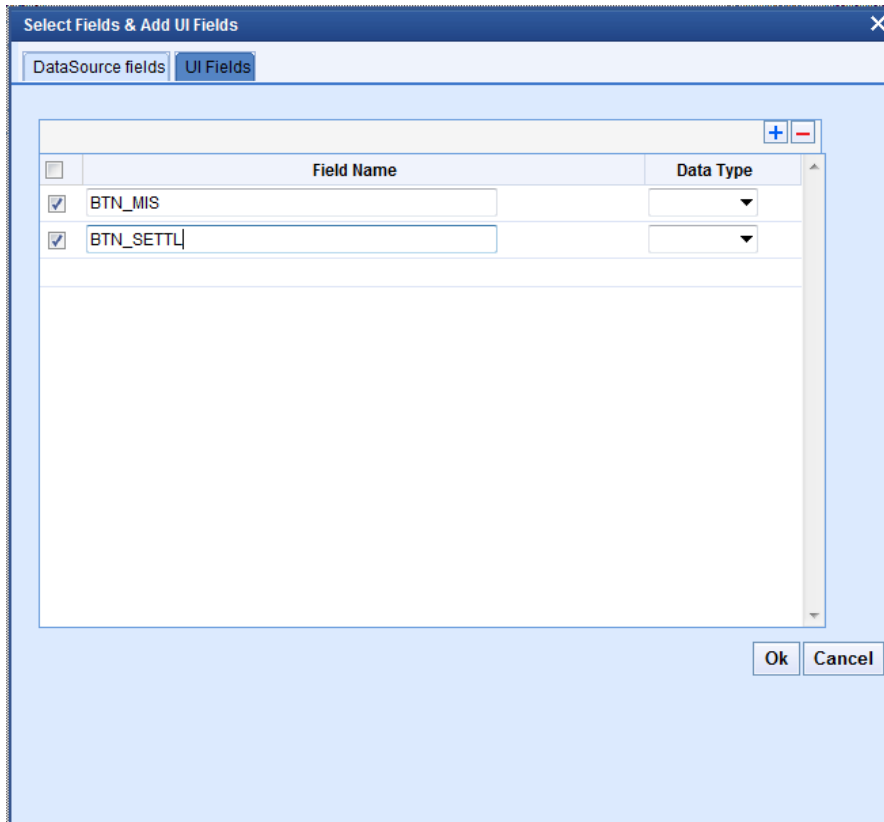 Select Fields & Add UI Fields
DataSource fields UI Fields
Field Name Data Type
BTN_MIS
BTN_SETTL
Ok Cancel